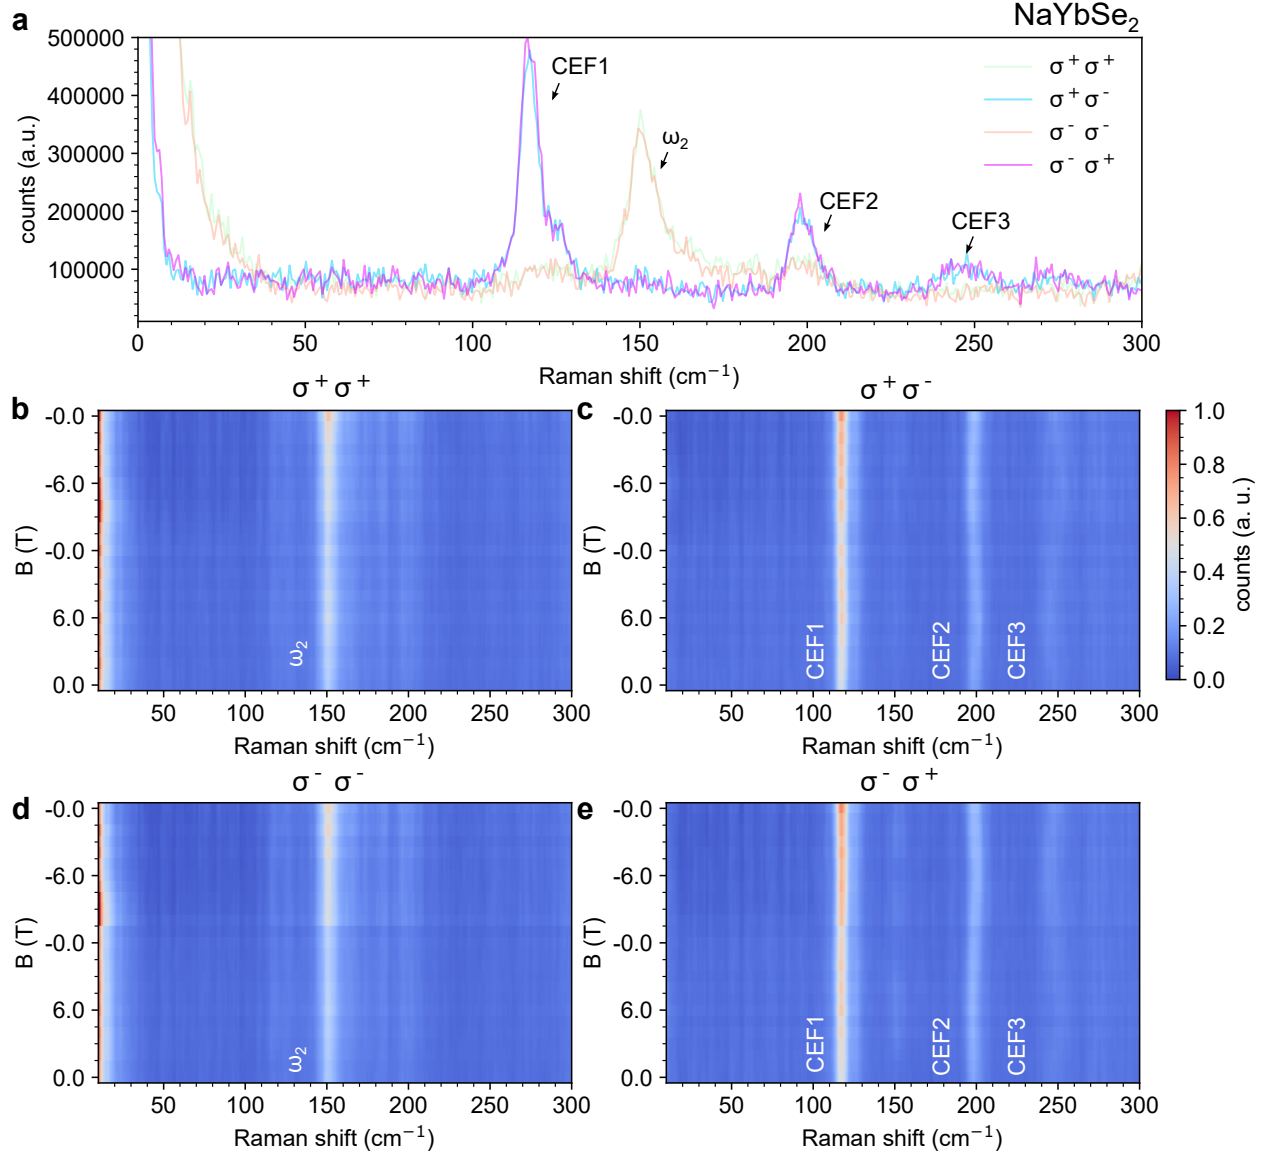 a
NaYbSe₂
500000
400000
300000
200000
100000
counts (a.u.)
CEF1
ω₂
CEF2
CEF3
σ⁺ σ⁺
σ⁺ σ⁻
σ⁻ σ⁻
σ⁻ σ⁺
0 50 100 150 200 250 300
Raman shift (cm⁻¹)
b
σ⁺ σ⁺
-0.0
-6.0
-0.0
6.0
0.0
B (T)
ω₂
50 100 150 200 250 300
Raman shift (cm⁻¹)
c
σ⁺ σ⁻
-0.0
-6.0
-0.0
6.0
0.0
B (T)
CEF1
CEF2
CEF3
50 100 150 200 250 300
Raman shift (cm⁻¹)
1.0
0.8
0.6
0.4
0.2
0.0
counts (a. u.)
d
σ⁻ σ⁻
-0.0
-6.0
-0.0
6.0
0.0
B (T)
ω₂
50 100 150 200 250 300
Raman shift (cm⁻¹)
e
σ⁻ σ⁺
-0.0
-6.0
-0.0
6.0
0.0
B (T)
CEF1
CEF2
CEF3
50 100 150 200 250 300
Raman shift (cm⁻¹)